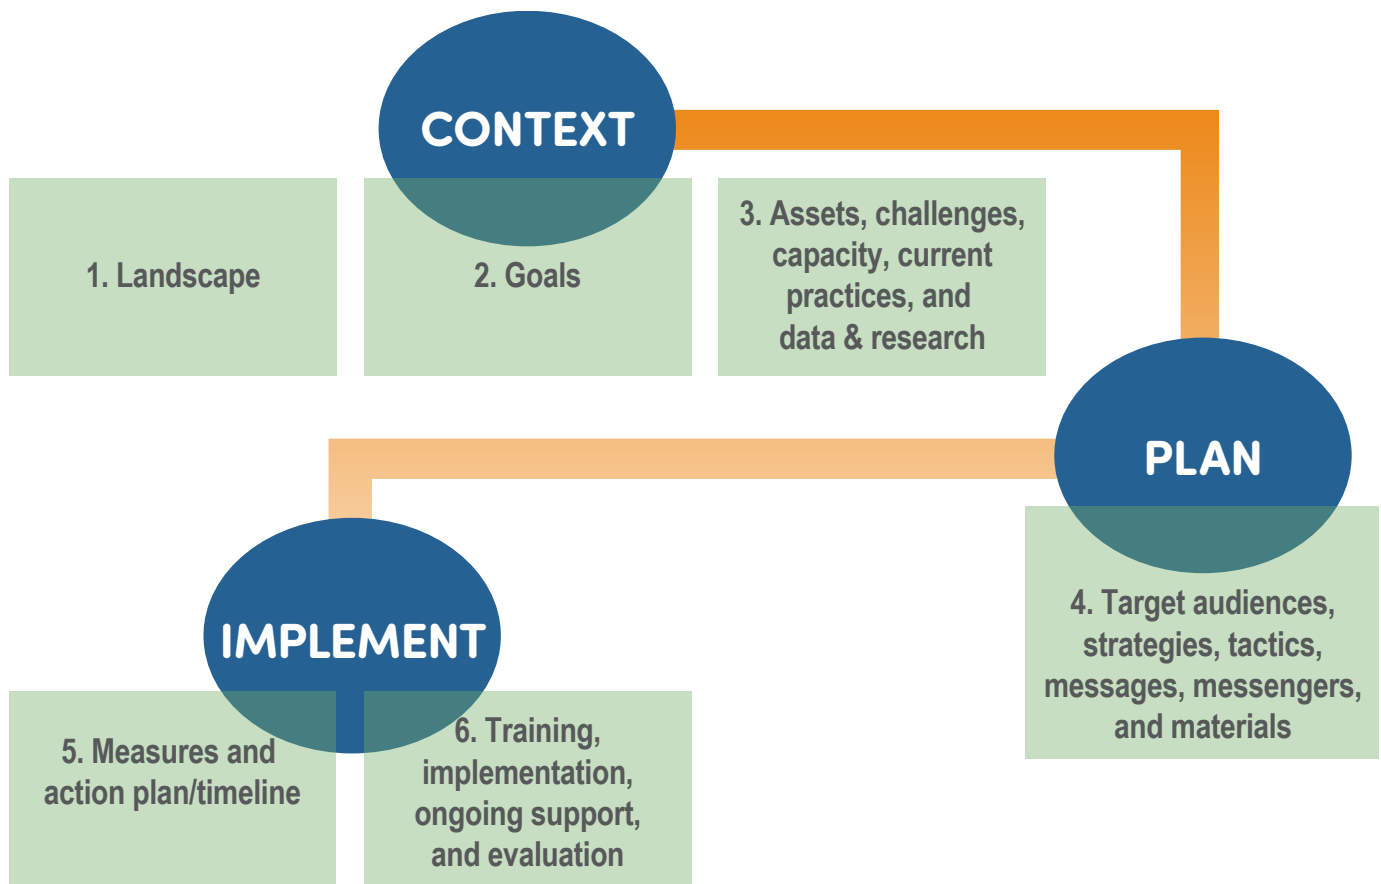 CONTEXT
1. Landscape
2. Goals
3. Assets, challenges,
capacity, current
practices, and
data & research
PLAN
4. Target audiences,
strategies, tactics,
messages, messengers,
and materials
IMPLEMENT
5. Measures and
action plan/timeline
6. Training,
implementation,
ongoing support,
and evaluation